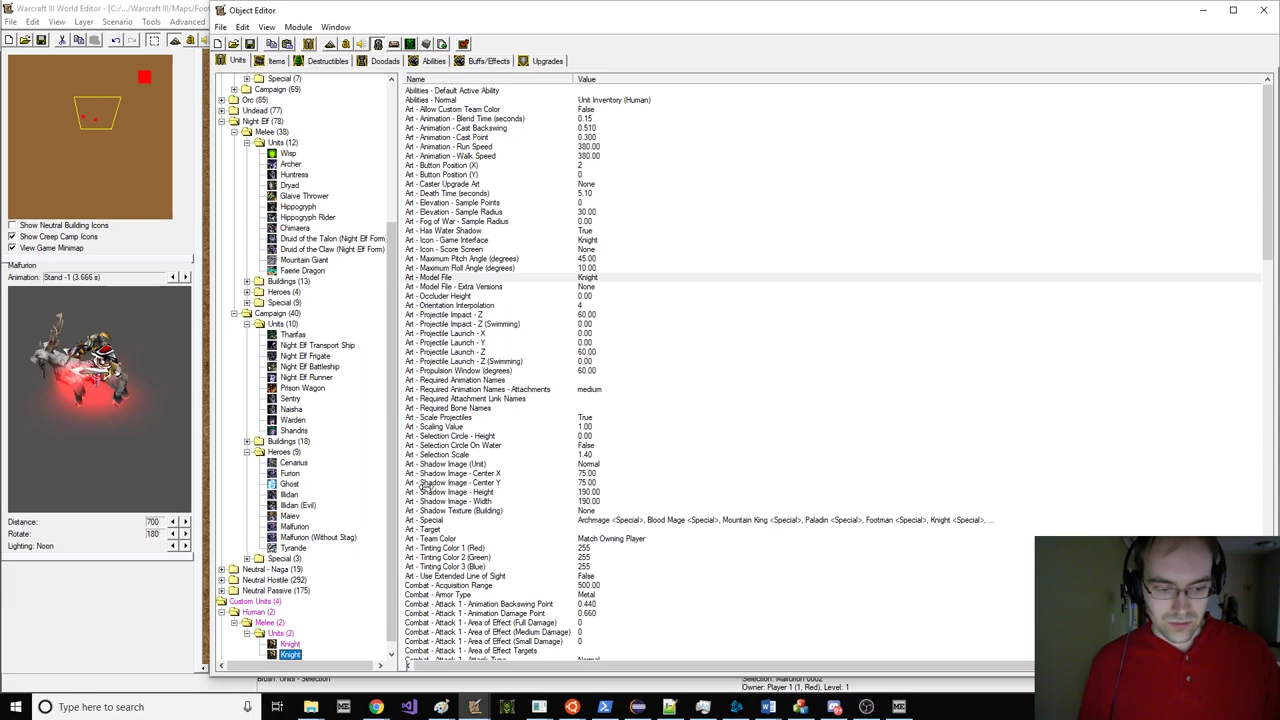 Warcraft III World Editor - [C:/.../Warcraft III/Maps/Foot
File Edit View Layer Scenario Tools Advanced
Show Neutral Building Icons
Show Creep Camp Icons
View Game Minimap
Malfurion
Animation: Stand -1 (3.666 s)
Distance: 700
Rotate: 180
Lighting: Noon
Object Editor
File Edit View Module Window
Units Items Destructibles Doodads Abilities Buffs/Effects Upgrades
Special (7)
Campaign (69)
Orc (85)
Undead (77)
Night Elf (78)
Melee (38)
Units (12)
Wisp
Archer
Huntress
Dryad
Glaive Thrower
Hippogryph
Hippogryph Rider
Chimaera
Druid of the Talon (Night Elf Form)
Druid of the Claw (Night Elf Form)
Mountain Giant
Faerie Dragon
Buildings (13)
Heroes (4)
Special (9)
Campaign (40)
Units (10)
Tharifas
Night Elf Transport Ship
Night Elf Frigate
Night Elf Battleship
Night Elf Runner
Prison Wagon
Sentry
Naisha
Warden
Shandris
Buildings (18)
Heroes (9)
Cenarius
Furion
Ghost
Illidan
Illidan (Evil)
Maiev
Malfurion
Malfurion (Without Stag)
Tyrande
Special (3)
Neutral - Naga (19)
Neutral Hostile (292)
Neutral Passive (175)
Custom Units (4)
Human (2)
Melee (2)
Units (2)
Knight
Knight
Name Value
Abilities - Default Active Ability
Abilities - Normal Unit Inventory (Human)
Art - Allow Custom Team Color False
Art - Animation - Blend Time (seconds) 0.15
Art - Animation - Cast Backswing 0.510
Art - Animation - Cast Point 0.300
Art - Animation - Run Speed 380.00
Art - Animation - Walk Speed 380.00
Art - Button Position (X) 2
Art - Button Position (Y) 0
Art - Caster Upgrade Art None
Art - Death Time (seconds) 5.10
Art - Elevation - Sample Points 0
Art - Elevation - Sample Radius 30.00
Art - Fog of War - Sample Radius 0.00
Art - Has Water Shadow True
Art - Icon - Game Interface Knight
Art - Icon - Score Screen None
Art - Maximum Pitch Angle (degrees) 45.00
Art - Maximum Roll Angle (degrees) 10.00
Art - Model File Knight
Art - Model File - Extra Versions None
Art - Occluder Height 0.00
Art - Orientation Interpolation 4
Art - Projectile Impact - Z 60.00
Art - Projectile Impact - Z (Swimming) 0.00
Art - Projectile Launch - X 0.00
Art - Projectile Launch - Y 0.00
Art - Projectile Launch - Z 60.00
Art - Projectile Launch - Z (Swimming) 0.00
Art - Propulsion Window (degrees) 60.00
Art - Required Animation Names
Art - Required Animation Names - Attachments medium
Art - Required Attachment Link Names
Art - Required Bone Names
Art - Scale Projectiles True
Art - Scaling Value 1.00
Art - Selection Circle - Height 0.00
Art - Selection Circle On Water False
Art - Selection Scale 1.40
Art - Shadow Image (Unit) Normal
Art - Shadow Image - Center X 75.00
Art - Shadow Image - Center Y 75.00
Art - Shadow Image - Height 190.00
Art - Shadow Image - Width 190.00
Art - Shadow Texture (Building) None
Art - Special Archmage <Special>, Blood Mage <Special>, Mountain King <Special>, Paladin <Special>, Footman <Special>, Knight <Special>, ...
Art - Target
Art - Team Color Match Owning Player
Art - Tinting Color 1 (Red) 255
Art - Tinting Color 2 (Green) 255
Art - Tinting Color 3 (Blue) 255
Art - Use Extended Line of Sight False
Combat - Acquisition Range 500.00
Combat - Armor Type Metal
Combat - Attack 1 - Animation Backswing Point 0.440
Combat - Attack 1 - Animation Damage Point 0.660
Combat - Attack 1 - Area of Effect (Full Damage) 0
Combat - Attack 1 - Area of Effect (Medium Damage) 0
Combat - Attack 1 - Area of Effect (Small Damage) 0
Combat - Attack 1 - Area of Effect Targets
Combat - Attack 1 - Attack Type Normal
Brush: Units - Selection
Selection: Malfurion 0002
Owner: Player 1 (1, Red), Level: 1
Type here to search